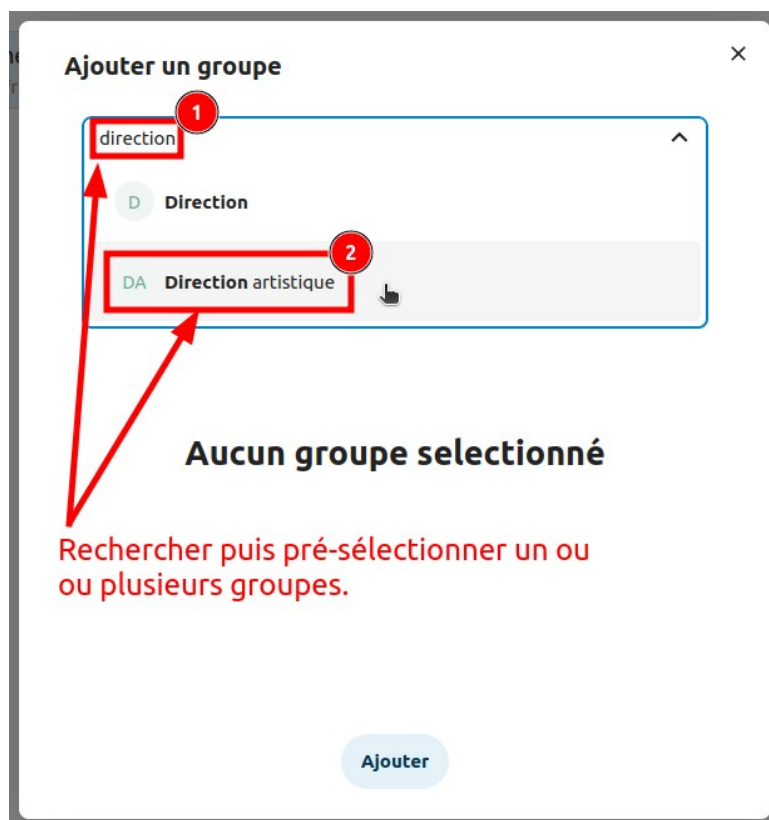 Ajouter un groupe
1
direction
D Direction
2
DA Direction artistique
Aucun groupe selectionné
Rechercher puis pré-sélectionner un ou
ou plusieurs groupes.
Ajouter